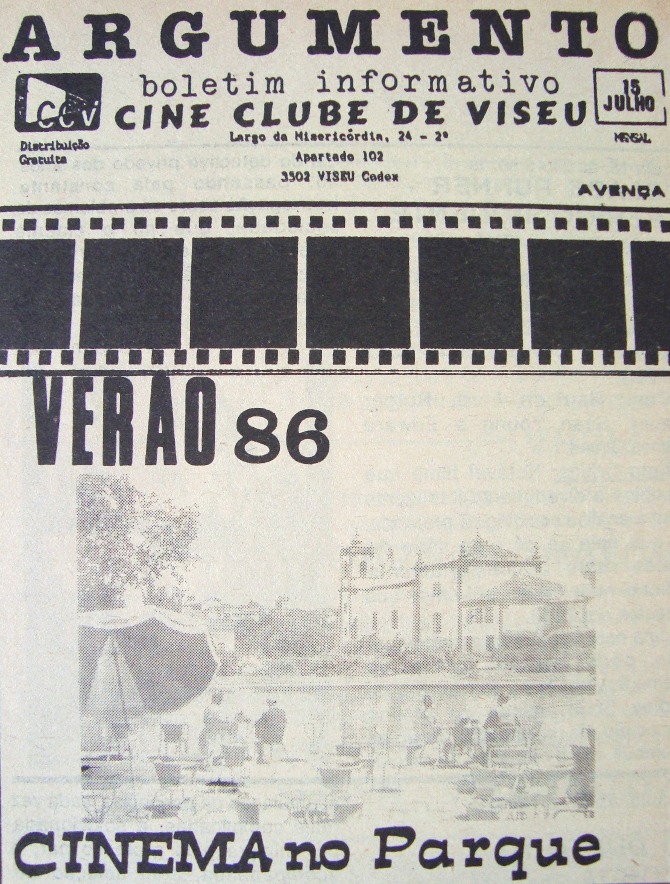 ARGUMENTO
boletim informativo
CCV
CINE CLUBE DE VISEU
15
JULHO
MENSAL
Distribuição
Gratuita
Largo da Misericórdia, 24 - 2º
Apartado 102
3502 VISEU Codex
AVENÇA
VERÃO 86
CINEMA no Parque